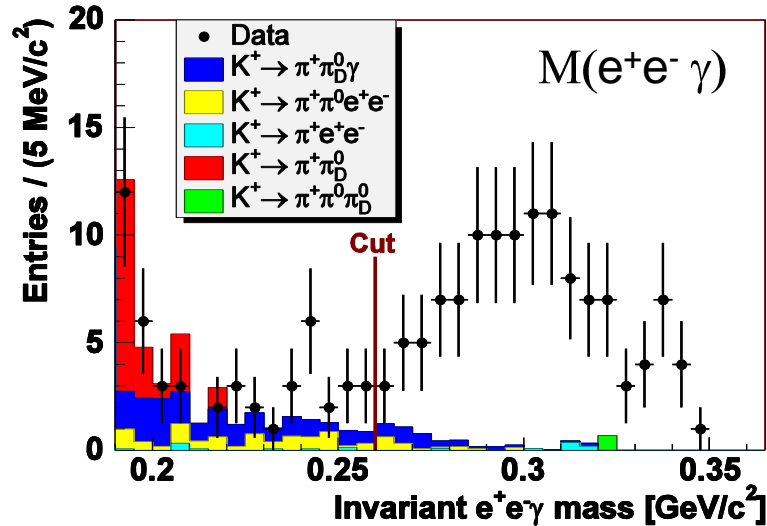 20
15
10
5
0
Entries / (5 MeV/c²)
Data
K⁺→ π⁺π⁰_Dγ
K⁺→ π⁺π⁰e⁺e⁻
K⁺→ π⁺e⁺e⁻
K⁺→ π⁺π⁰_D
K⁺→ π⁺π⁰π⁰_D
M(e⁺e⁻ γ)
Cut
0.2 0.25 0.3 0.35
Invariant e⁺e⁻γ mass [GeV/c²]